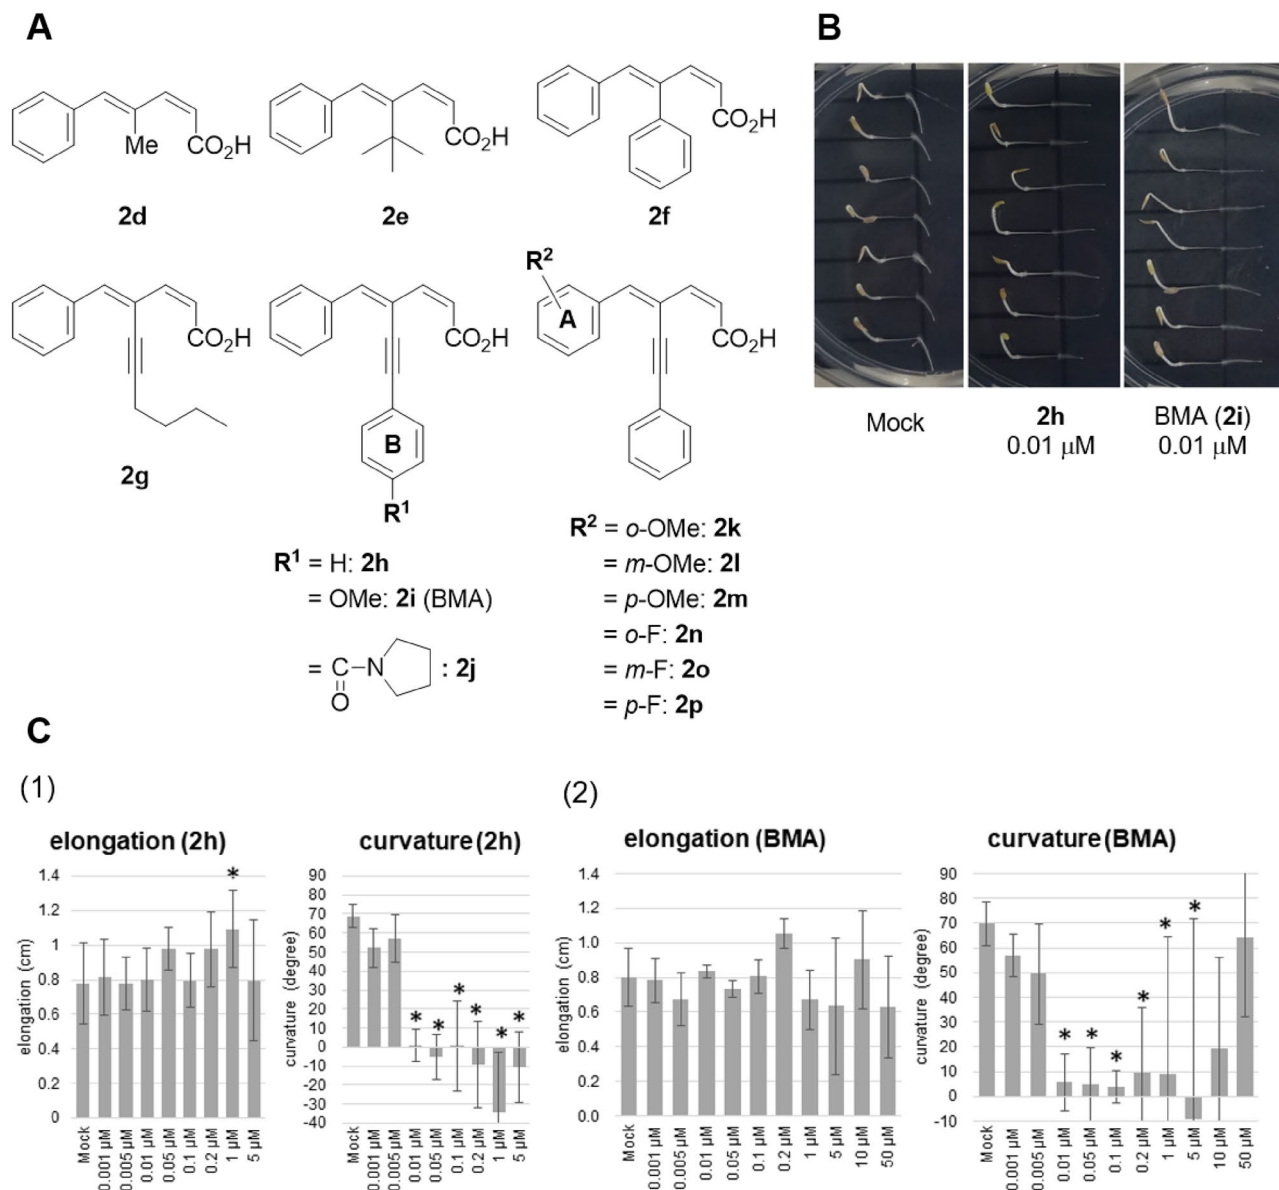 A
B
Me
CO₂H
CO₂H
CO₂H
2d
2e
2f
R²
A
CO₂H
CO₂H
CO₂H
B
2g
R¹
Mock
2h
0.01 μM
BMA (2i)
0.01 μM
R¹ = H: 2h
= OMe: 2i (BMA)
= C N : 2j
O
R² = o-OMe: 2k
= m-OMe: 2l
= p-OMe: 2m
= o-F: 2n
= m-F: 2o
= p-F: 2p
C
(1)
elongation (2h)
elongation (cm)
1.4
1.2
1
0.8
0.6
0.4
0.2
0
*
Mock
0.001 μM
0.005 μM
0.01 μM
0.05 μM
0.1 μM
0.2 μM
1 μM
5 μM
curvature (2h)
curvature (degree)
90
80
70
60
50
40
30
20
10
0
-10
-20
-30
-40
* * * * * *
Mock
0.001 μM
0.005 μM
0.01 μM
0.05 μM
0.1 μM
0.2 μM
1 μM
5 μM
(2)
elongation (BMA)
elongation (cm)
1.4
1.2
1.0
0.8
0.6
0.4
0.2
0.0
Mock
0.001 μM
0.005 μM
0.01 μM
0.05 μM
0.1 μM
0.2 μM
1 μM
5 μM
10 μM
50 μM
curvature (BMA)
curvature (degree)
90
80
70
60
50
40
30
20
10
0
-10
* * * * * *
Mock
0.001 μM
0.005 μM
0.01 μM
0.05 μM
0.1 μM
0.2 μM
1 μM
5 μM
10 μM
50 μM